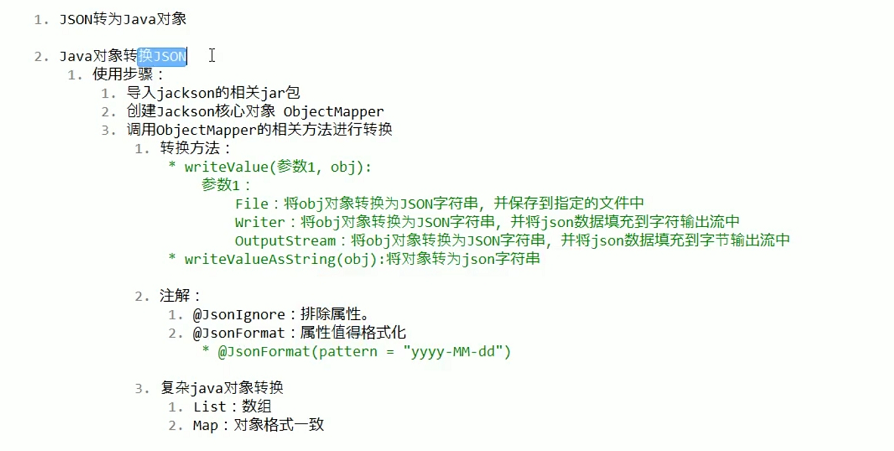 1. JSON转为Java对象
2. Java对象转换JSON
1. 使用步骤：
1. 导入jackson的相关jar包
2. 创建Jackson核心对象 ObjectMapper
3. 调用ObjectMapper的相关方法进行转换
1. 转换方法：
* writeValue(参数1, obj):
参数1：
File：将obj对象转换为JSON字符串，并保存到指定的文件中
Writer：将obj对象转换为JSON字符串，并将json数据填充到字符输出流中
OutputStream：将obj对象转换为JSON字符串，并将json数据填充到字节输出流中
* writeValueAsString(obj):将对象转为json字符串
2. 注解：
1. @JsonIgnore：排除属性。
2. @JsonFormat：属性值得格式化
* @JsonFormat(pattern = "yyyy-MM-dd")
3. 复杂java对象转换
1. List：数组
2. Map：对象格式一致